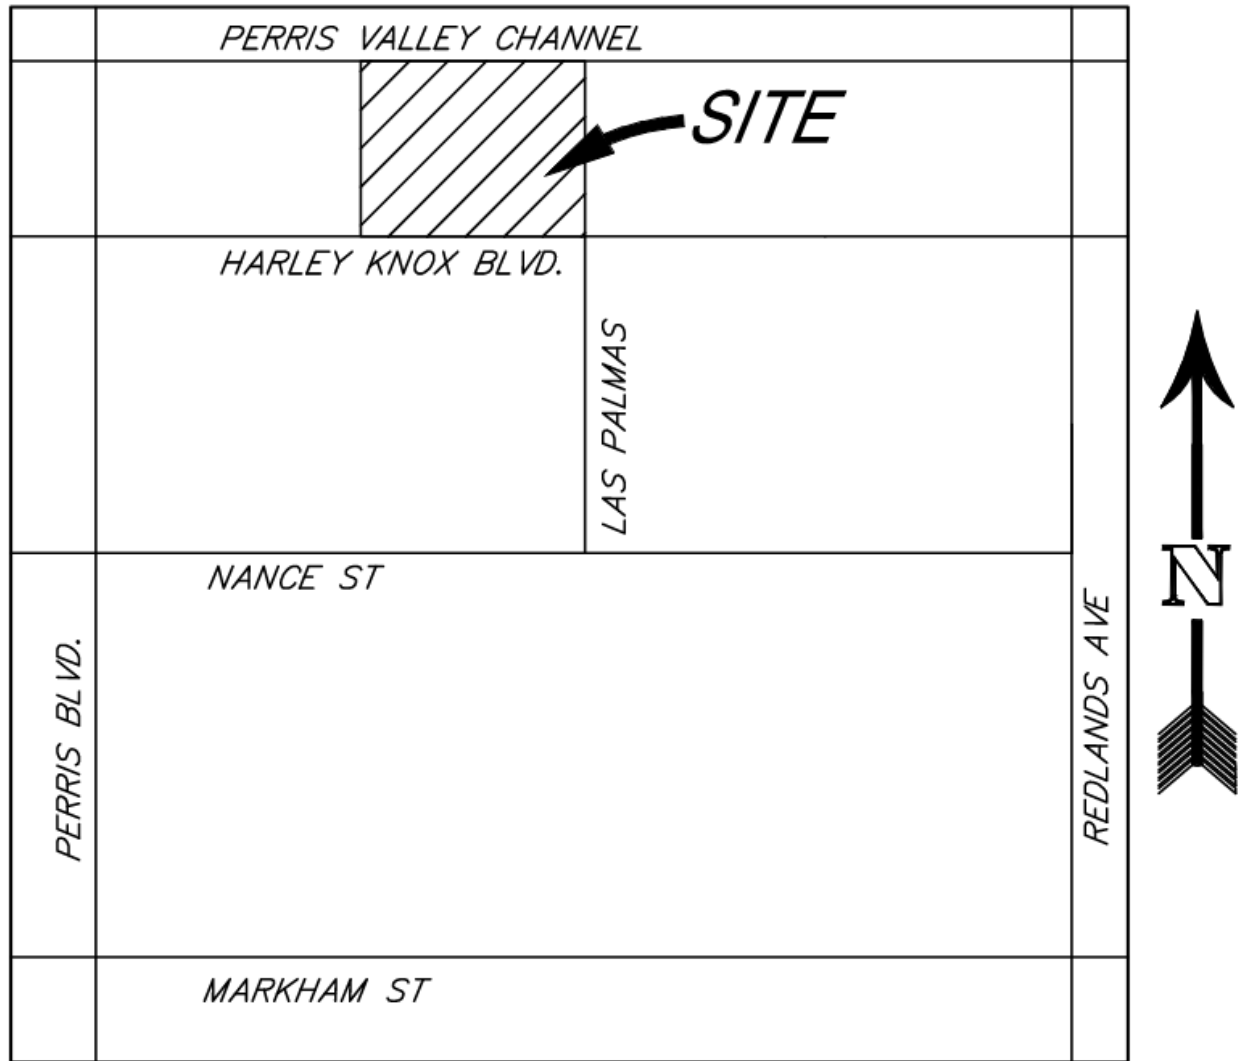 PERRIS VALLEY CHANNEL
SITE
HARLEY KNOX BLVD.
LAS PALMAS
N
NANCE ST
PERRIS BLVD.
REDLANDS AVE
MARKHAM ST